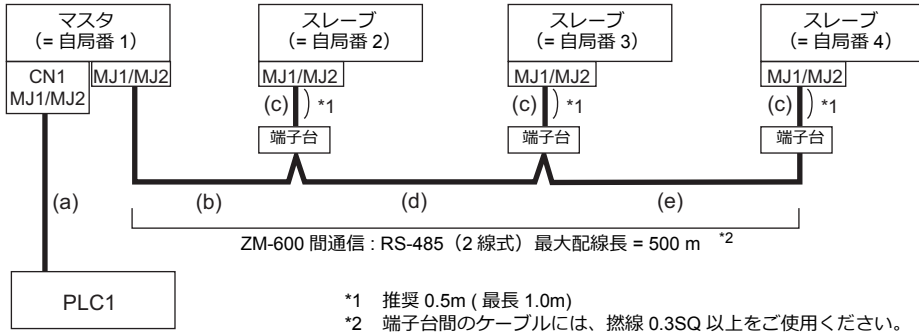 マスタ
(= 自局番 1)
スレーブ
(= 自局番 2)
スレーブ
(= 自局番 3)
スレーブ
(= 自局番 4)
CN1
MJ1/MJ2
MJ1/MJ2
MJ1/MJ2
MJ1/MJ2
MJ1/MJ2
(c)
*1
(c)
*1
(c)
*1
端子台
端子台
端子台
(a)
(b)
(d)
(e)
ZM-600 間通信 : RS-485(2 線式)最大配線長 = 500 m *2
PLC1
*1 推奨 0.5m ( 最長 1.0m)
*2 端子台間のケーブルには、撚線 0.3SQ 以上をご使用ください。